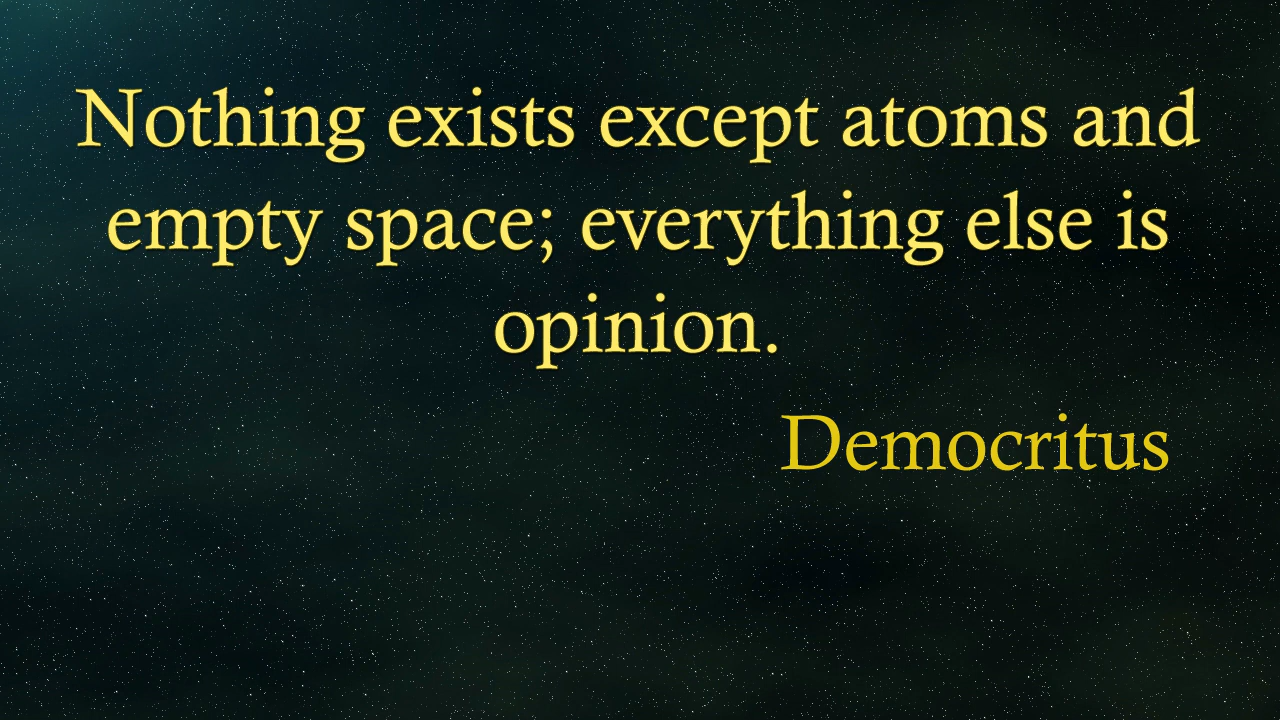 Nothing exists except atoms and
empty space; everything else is
opinion.
Democritus